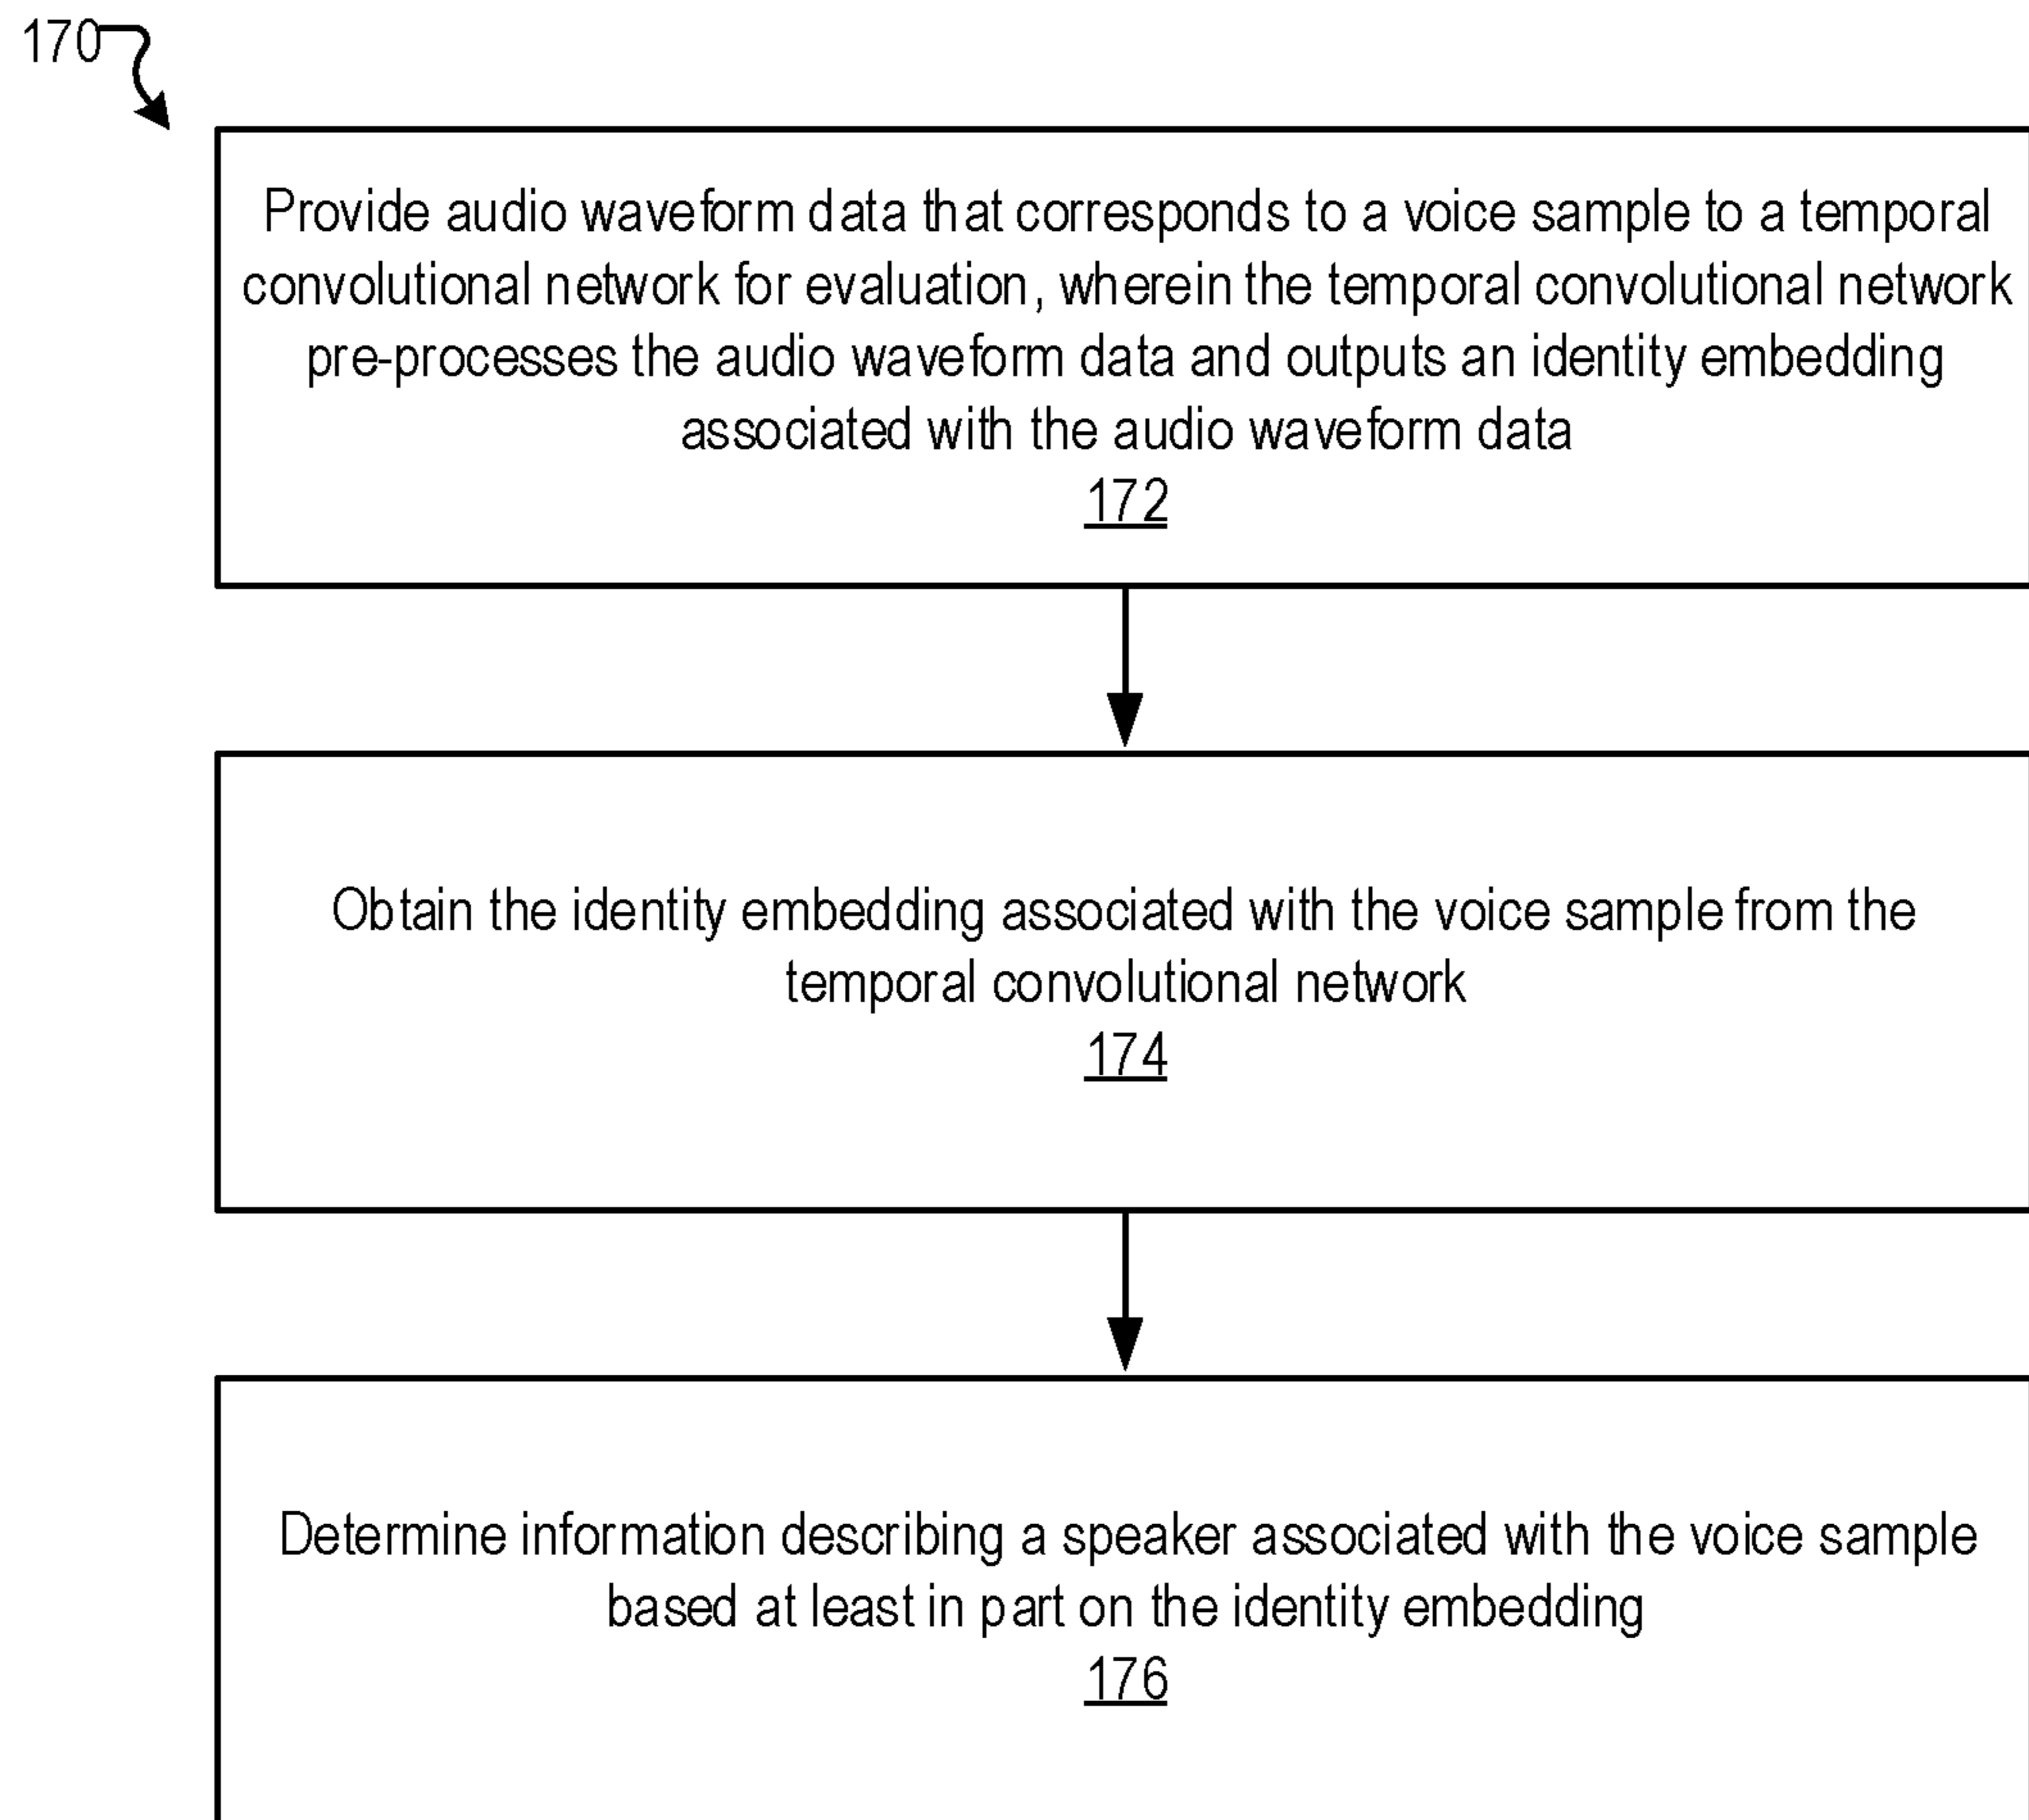 170
Provide audio waveform data that corresponds to a voice sample to a temporal
convolutional network for evaluation, wherein the temporal convolutional network
pre-processes the audio waveform data and outputs an identity embedding
associated with the audio waveform data
172
Obtain the identity embedding associated with the voice sample from the
temporal convolutional network
174
Determine information describing a speaker associated with the voice sample
based at least in part on the identity embedding
176